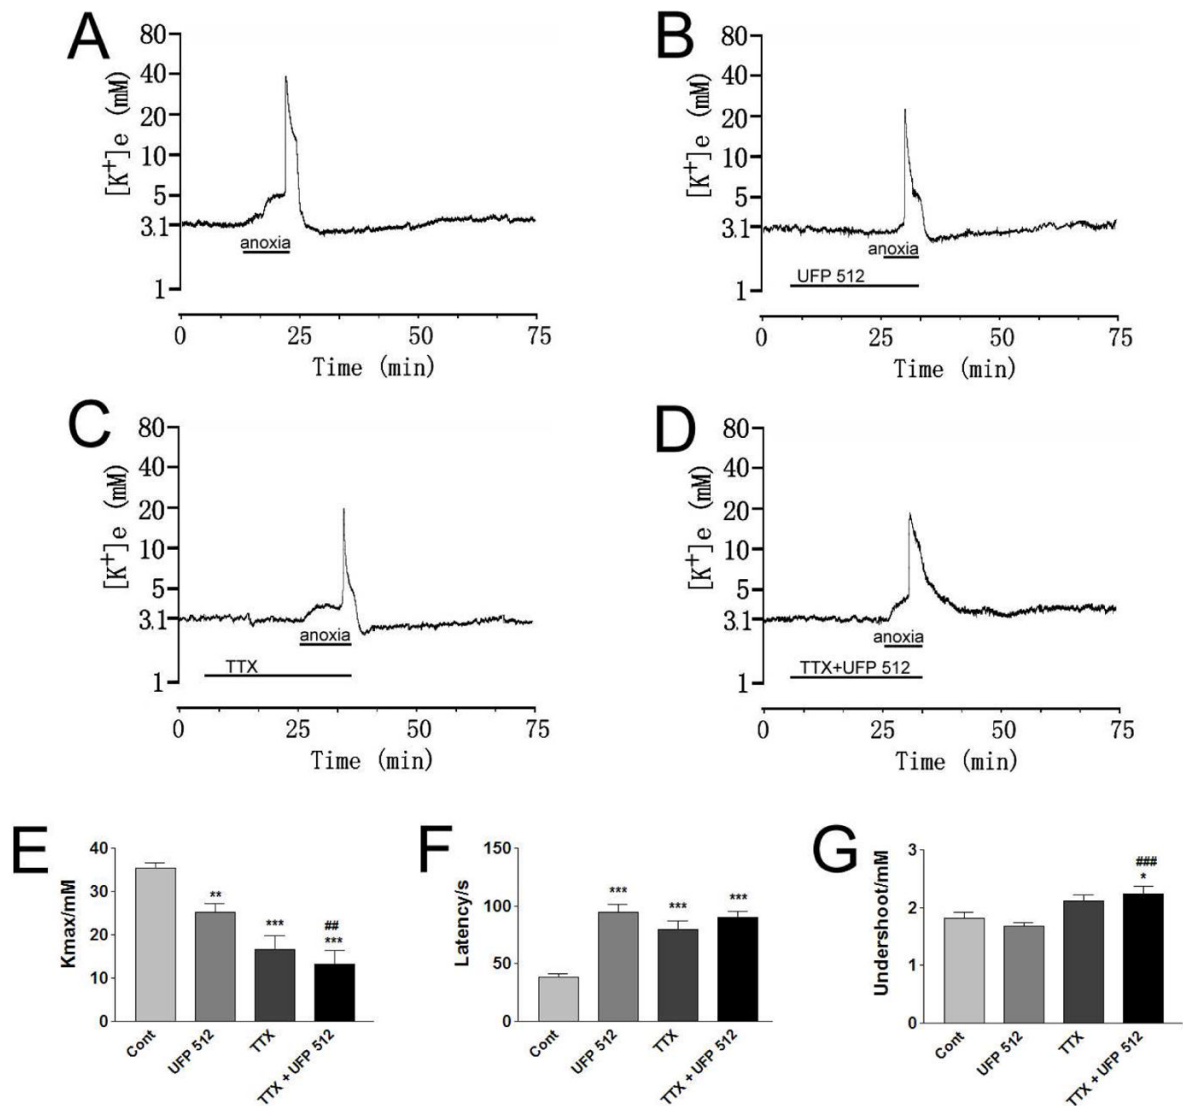 A
B
80
40
20
10
5
3.1
1
[K+]e (mM)
anoxia
0
25
50
75
Time (min)
80
40
20
10
5
3.1
1
[K+]e (mM)
anoxia
UFP 512
0
25
50
75
Time (min)
C
D
80
40
20
10
5
3.1
1
[K+]e (mM)
anoxia
TTX
0
25
50
75
Time (min)
80
40
20
10
5
3.1
1
[K+]e (mM)
anoxia
TTX+UFP 512
0
25
50
75
Time (min)
E
40
30
20
10
0
Kmax/mM
**
***
##
***
Cont
UFP 512
TTX
TTX + UFP 512
F
150
100
50
0
Latency/s
***
***
***
Cont
UFP 512
TTX
TTX + UFP 512
G
3
2
1
0
Undershoot/mM
###
*
Cont
UFP 512
TTX
TTX + UFP 512